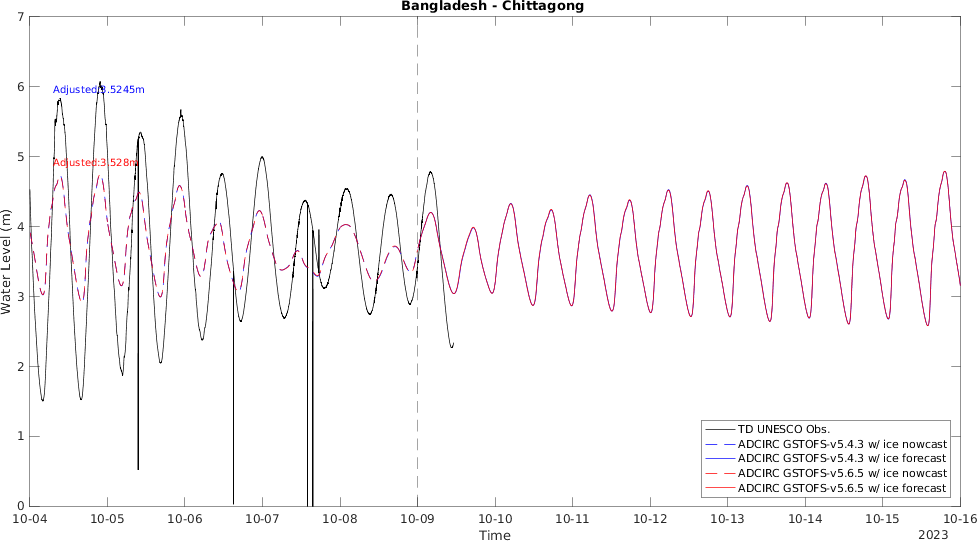 Bangladesh - Chittagong
7
6
5
4
3
2
1
0
Water Level (m)
Adjusted:3.5245m
Adjusted:3.528m
TD UNESCO Obs.
ADCIRC GSTOFS-v5.4.3 w/ ice nowcast
ADCIRC GSTOFS-v5.4.3 w/ ice forecast
ADCIRC GSTOFS-v5.6.5 w/ ice nowcast
ADCIRC GSTOFS-v5.6.5 w/ ice forecast
10-04 10-05 10-06 10-07 10-08 10-09 10-10 10-11 10-12 10-13 10-14 10-15 10-16
Time
2023